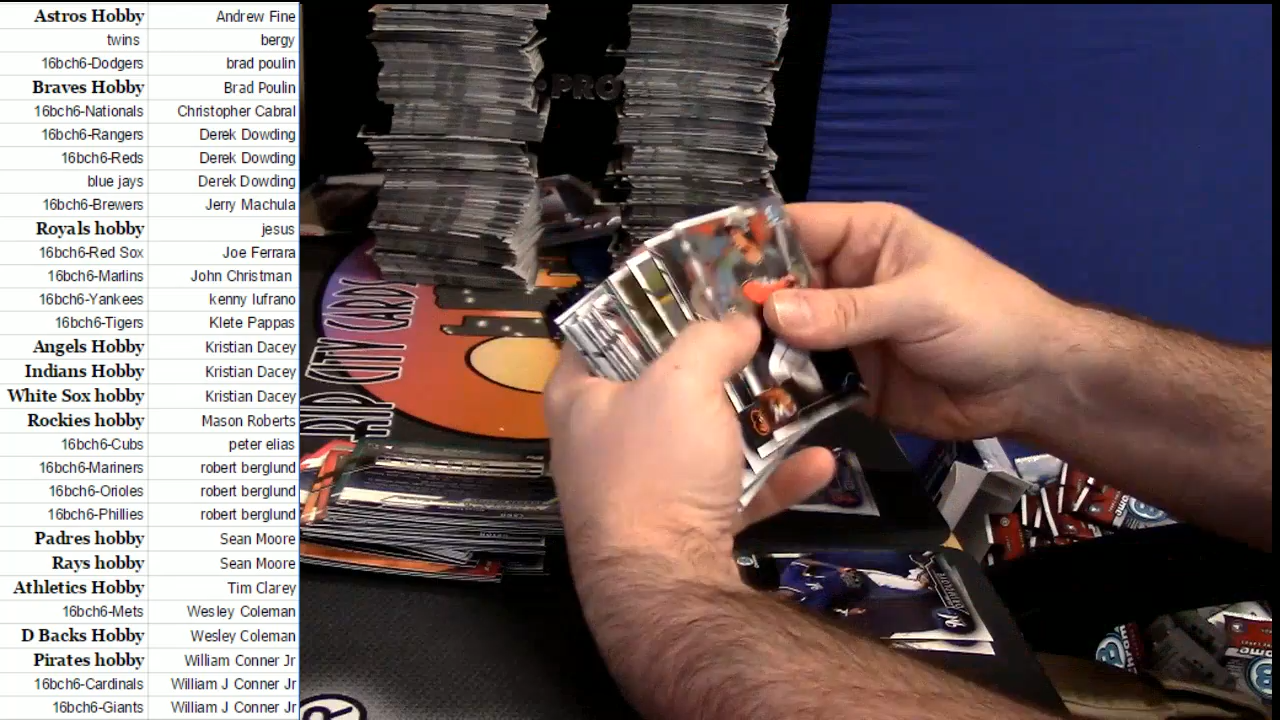 Astros Hobby Andrew Fine
twins bergy
16bch6-Dodgers brad poulin
Braves Hobby Brad Poulin
16bch6-Nationals Christopher Cabral
16bch6-Rangers Derek Dowding
16bch6-Reds Derek Dowding
blue jays Derek Dowding
16bch6-Brewers Jerry Machula
Royals hobby jesus
16bch6-Red Sox Joe Ferrara
16bch6-Marlins John Christman
16bch6-Yankees kenny lufrano
16bch6-Tigers Klete Pappas
Angels Hobby Kristian Dacey
Indians Hobby Kristian Dacey
White Sox hobby Kristian Dacey
Rockies hobby Mason Roberts
16bch6-Cubs peter elias
16bch6-Mariners robert berglund
16bch6-Orioles robert berglund
16bch6-Phillies robert berglund
Padres hobby Sean Moore
Rays hobby Sean Moore
Athletics Hobby Tim Clarey
16bch6-Mets Wesley Coleman
D Backs Hobby Wesley Coleman
Pirates hobby William Conner Jr
16bch6-Cardinals William J Conner Jr
16bch6-Giants William J Conner Jr
PRO
CITY CARDS